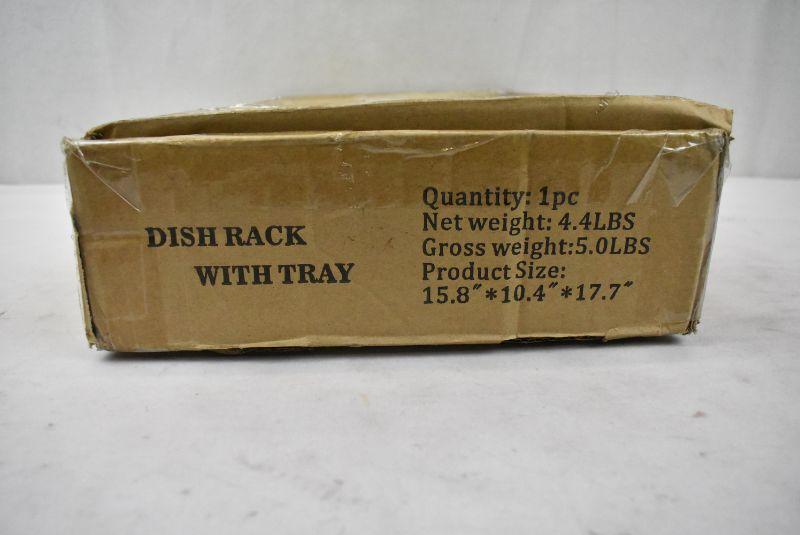 DISH RACK
WITH TRAY
Quantity: 1pc
Net weight: 4.4LBS
Gross weight:5.0LBS
Product Size:
15.8″*10.4″*17.7″